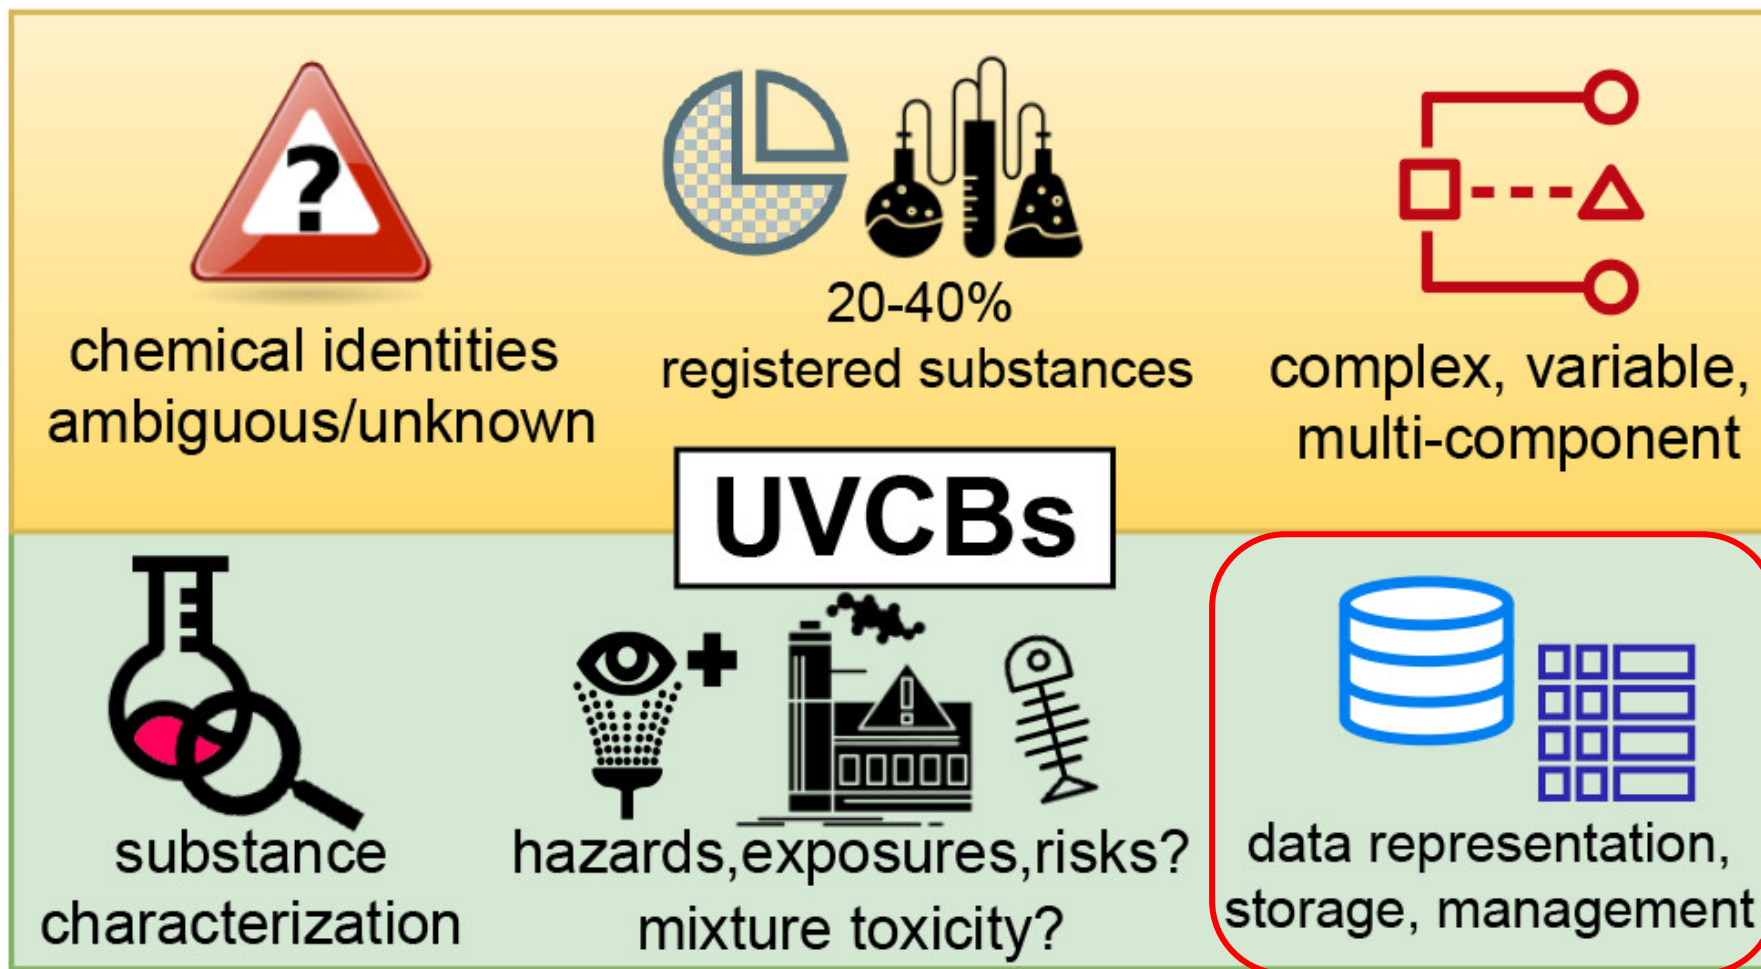 ?
chemical identities
ambiguous/unknown
20-40%
registered substances
complex, variable,
multi-component
UVCBs
substance
characterization
!
hazards,exposures,risks?
mixture toxicity?
data representation,
storage, management